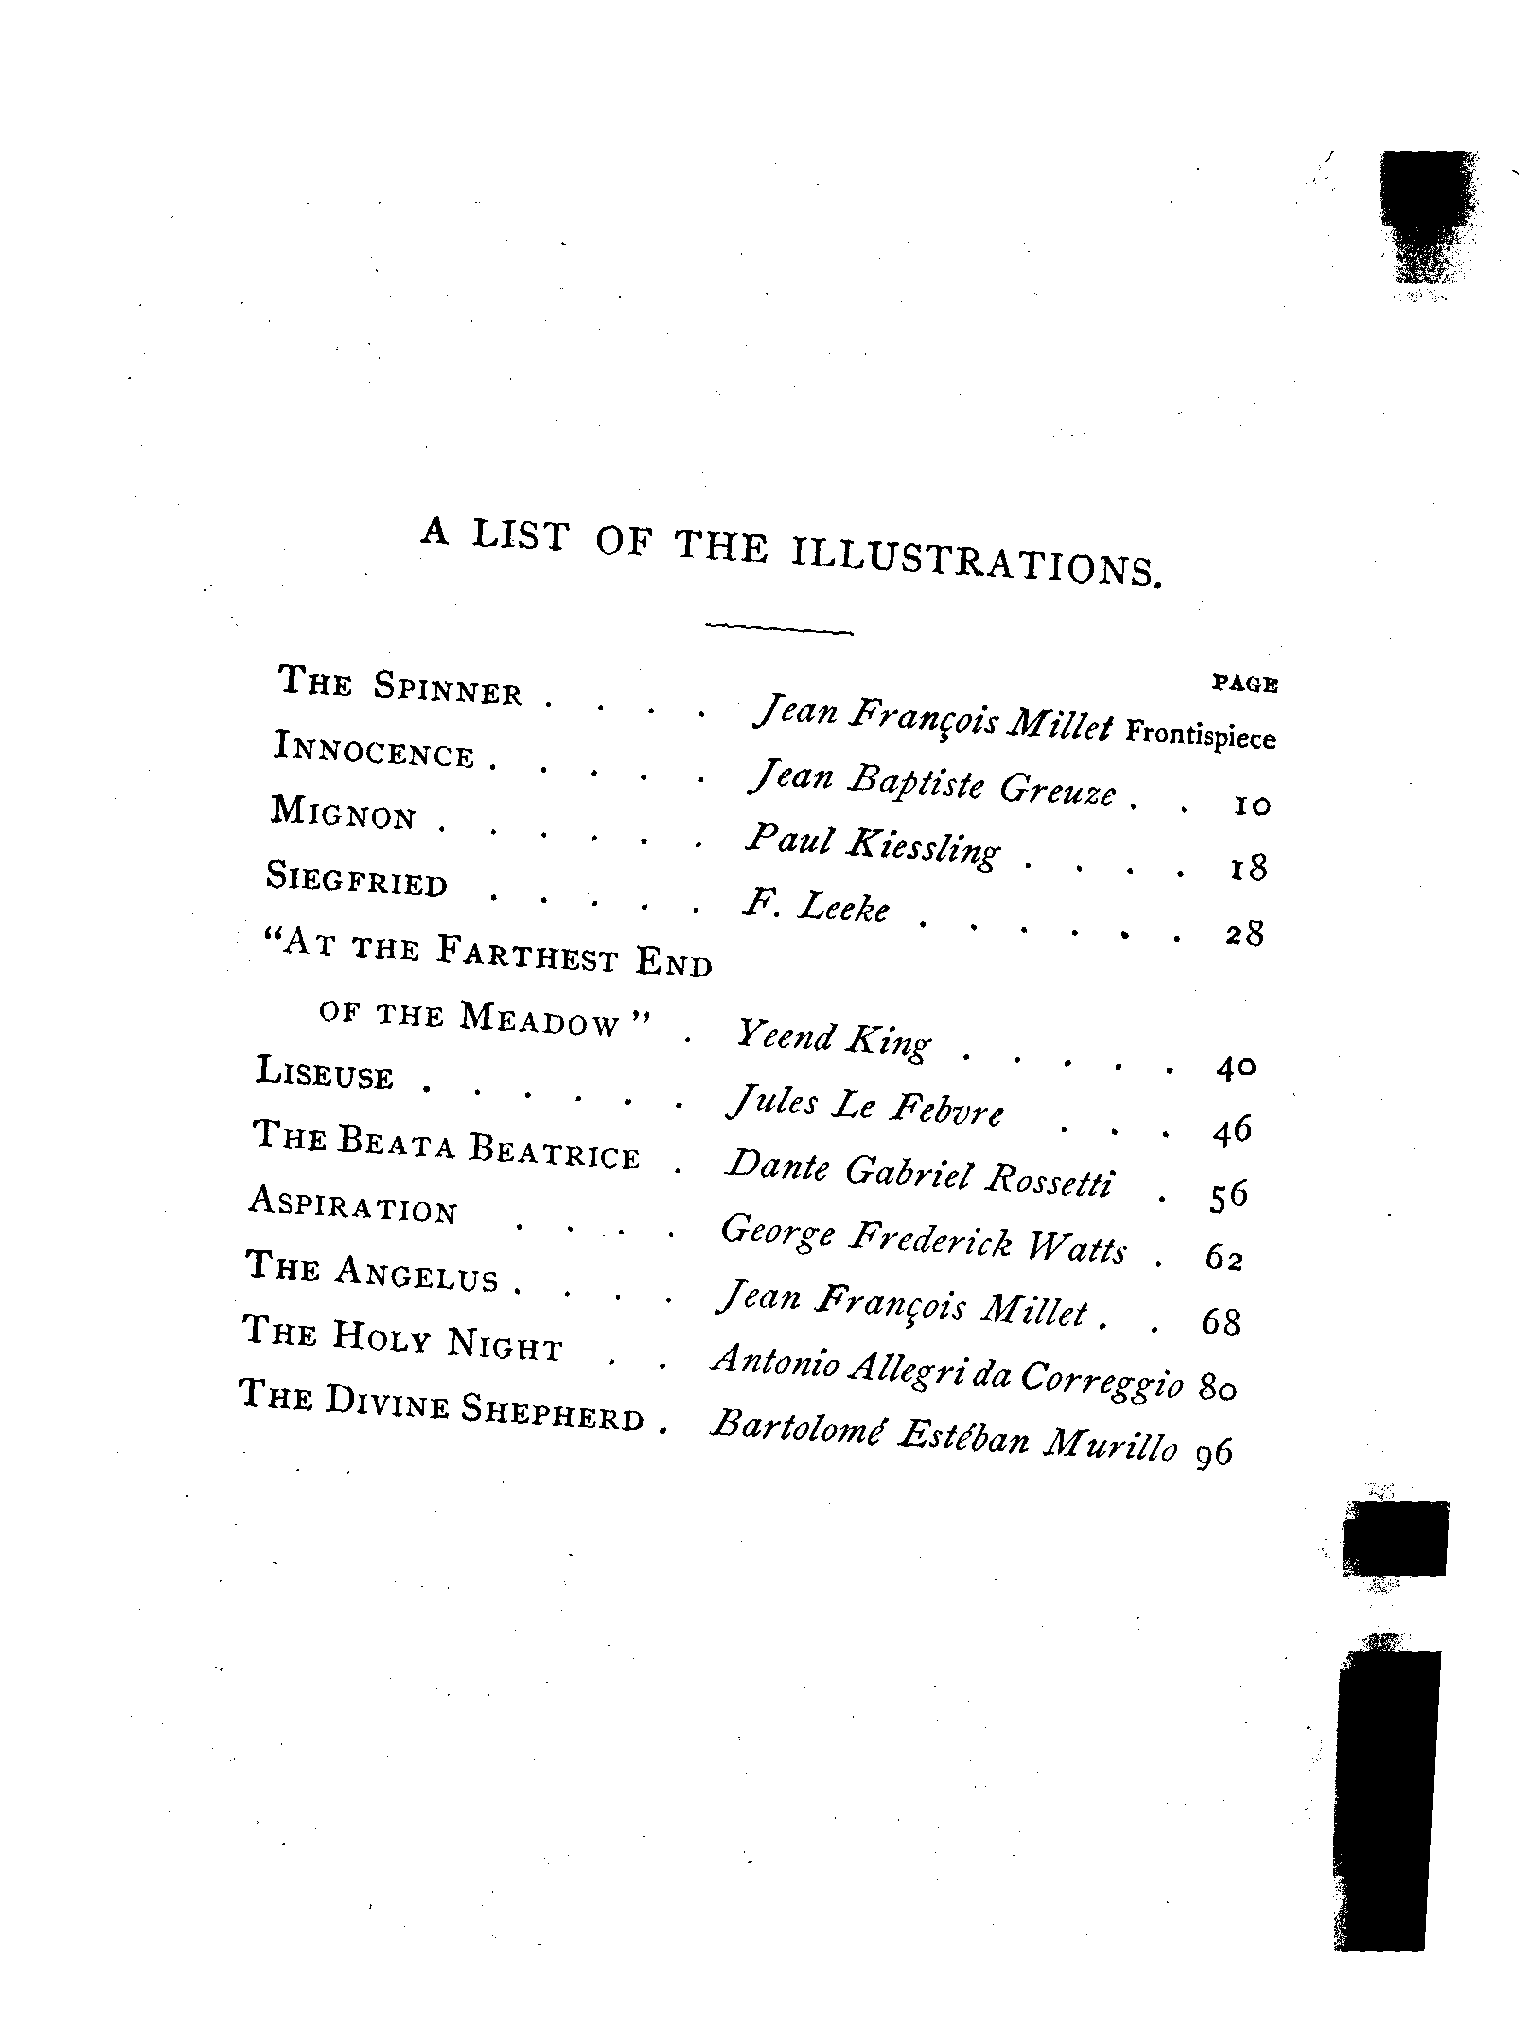 A LIST OF THE ILLUSTRATIONS.
PAGE
THE SPINNER . . . . Jean François Millet Frontispiece
INNOCENCE . . . . . Jean Baptiste Greuze . . 10
MIGNON . . . . . . Paul Kiessling . . . . 18
SIEGFRIED . . . . . F. Leeke . . . . . . 28
"AT THE FARTHEST END
OF THE MEADOW" . Yeend King . . . . . 40
LISEUSE . . . . . . Jules Le Febvre . . . 46
THE BEATA BEATRICE . Dante Gabriel Rossetti . 56
ASPIRATION . . . . George Frederick Watts . 62
THE ANGELUS . . . . Jean François Millet . . 68
THE HOLY NIGHT . . Antonio Allegri da Correggio 80
THE DIVINE SHEPHERD . Bartolomé Estéban Murillo 96